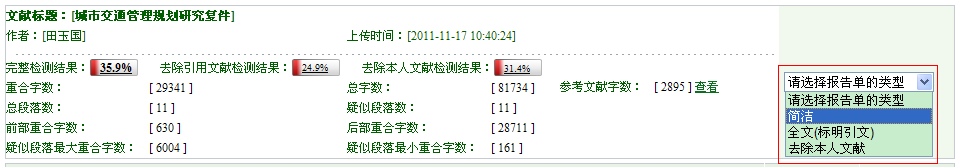 文献标题：[城市交通管理规划研究复件]
作者：[田玉国] 上传时间：[2011-11-17 10:40:24]
完整检测结果：35.9% 去除引用文献检测结果：24.9% 去除本人文献检测结果：31.4%
重合字数： [ 29341 ] 总字数： [ 81734 ] 参考文献字数： [ 2895 ] 查看
总段落数： [ 11 ] 疑似段落数： [ 11 ]
前部重合字数： [ 630 ] 后部重合字数： [ 28711 ]
疑似段落最大重合字数： [ 6004 ] 疑似段落最小重合字数： [ 161 ]
请选择报告单的类型
请选择报告单的类型
简洁
全文(标明引文)
去除本人文献